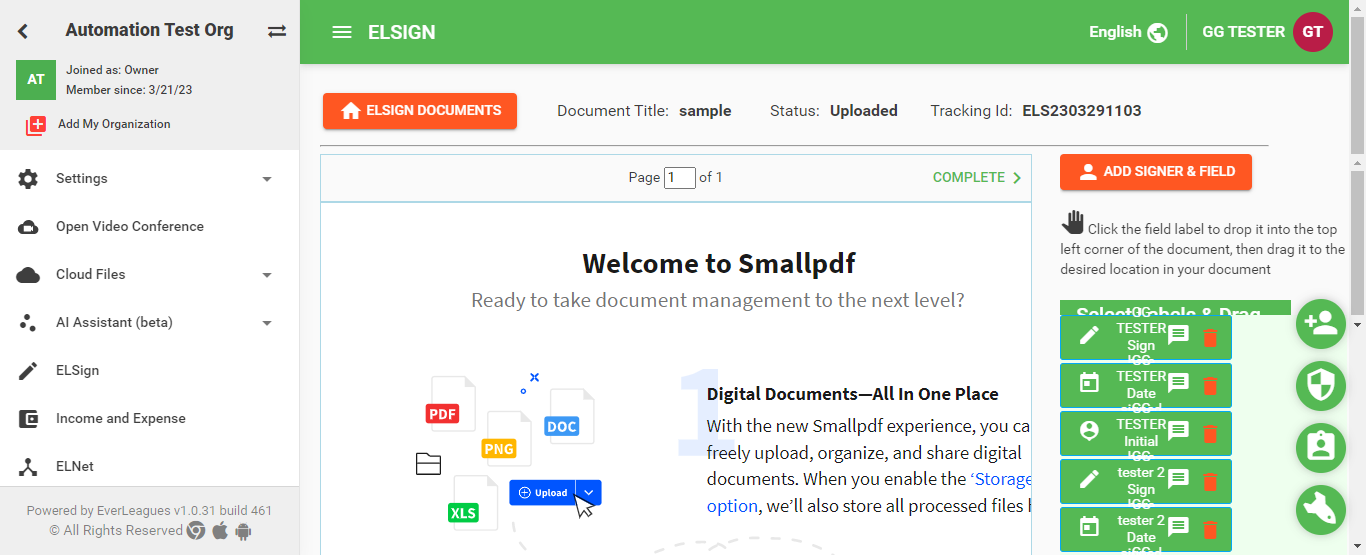 Automation Test Org
AT
Joined as: Owner
Member since: 3/21/23
Add My Organization
Settings
Open Video Conference
Cloud Files
AI Assistant (beta)
ELSign
Income and Expense
ELNet
Powered by EverLeagues v1.0.31 build 461
© All Rights Reserved
ELSIGN
English
GG TESTER
GT
ELSIGN DOCUMENTS
Document Title: sample
Status: Uploaded
Tracking Id: ELS2303291103
Page 1 of 1
COMPLETE
Welcome to Smallpdf
Ready to take document management to the next level?
PDF
PNG
DOC
XLS
Upload
1
Digital Documents—All In One Place
With the new Smallpdf experience, you ca
freely upload, organize, and share digital
documents. When you enable the ‘Storage
option, we’ll also store all processed files
ADD SIGNER & FIELD
Click the field label to drop it into the top
left corner of the document, then drag it to the
desired location in your document
Select Labels & Drag
GG
TESTER
Sign
GG
TESTER
Date
TESTER
Initial
GG
tester 2
Sign
GG
tester 2
Date